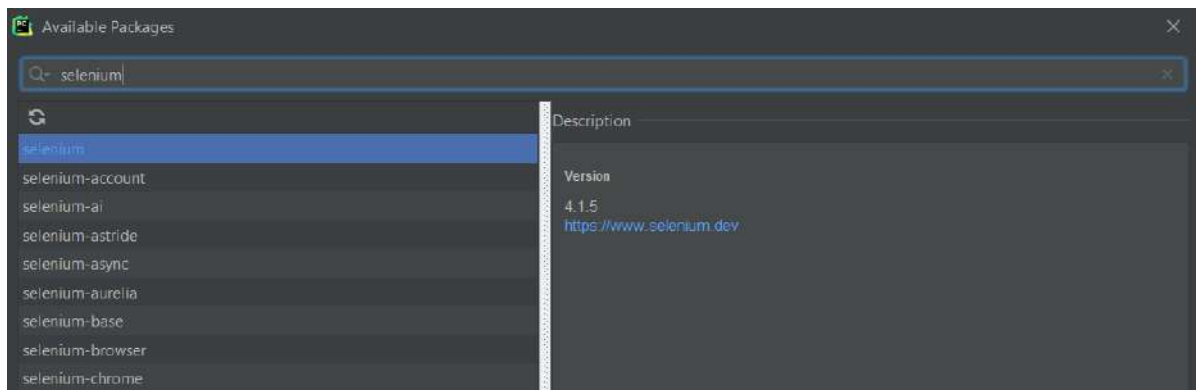 Available Packages
selenium
Description
selenium
selenium-account
selenium-ai
selenium-astride
selenium-async
selenium-aurelia
selenium-base
selenium-browser
selenium-chrome
Version
4.1.5
https://www.selenium.dev